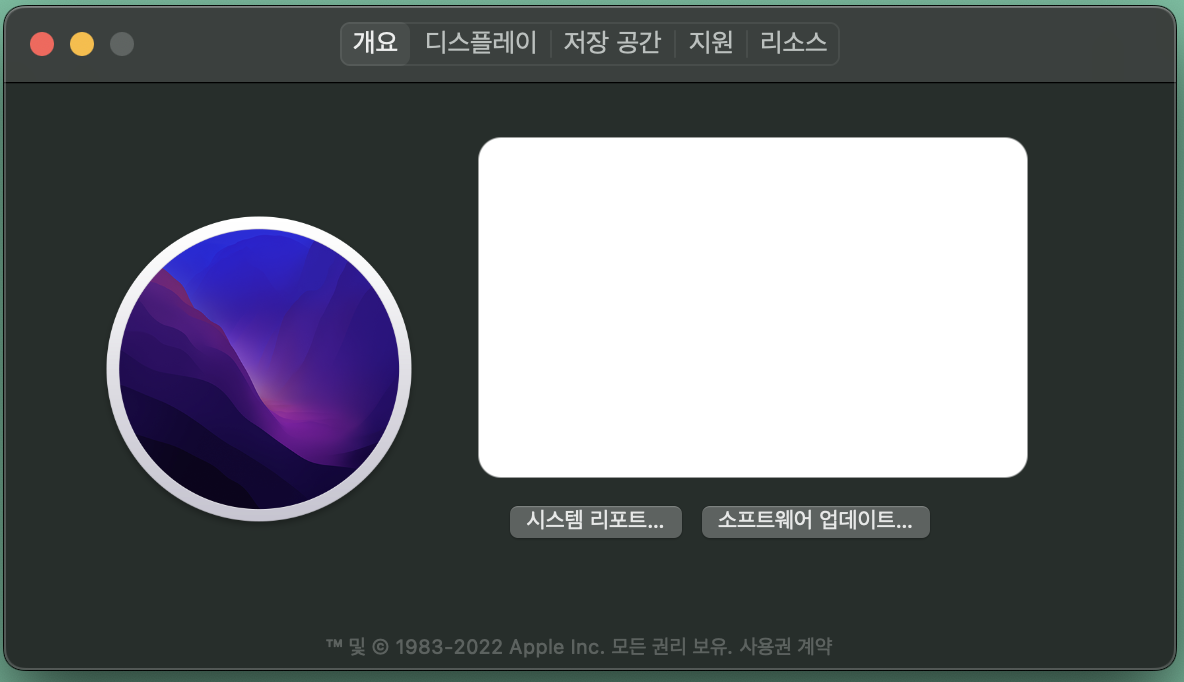 개요 디스플레이 저장 공간 지원 리소스
시스템 리포트... 소프트웨어 업데이트...
™ 및 © 1983-2022 Apple Inc. 모든 권리 보유. 사용권 계약